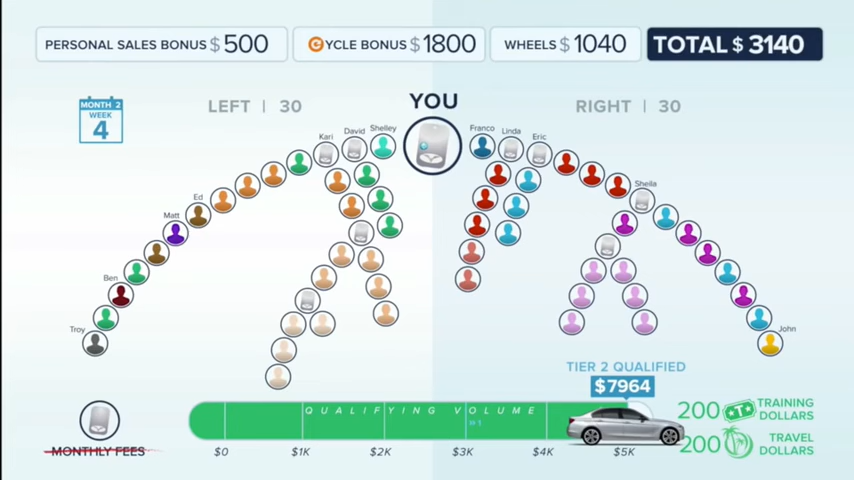 PERSONAL SALES BONUS $ 500
CYCLE BONUS $ 1800
WHEELS $ 1040
TOTAL $ 3140
MONTH 2
WEEK
4
LEFT | 30
YOU
RIGHT | 30
Kari
David
Shelley
Franco
Linda
Eric
Sheila
Ed
Matt
Ben
Troy
John
TIER 2 QUALIFIED
$7964
QUALIFYING VOLUME
MONTHLY FEES
$0
$1K
$2K
$3K
$4K
$5K
200 T TRAINING
DOLLARS
200 TRAVEL
DOLLARS